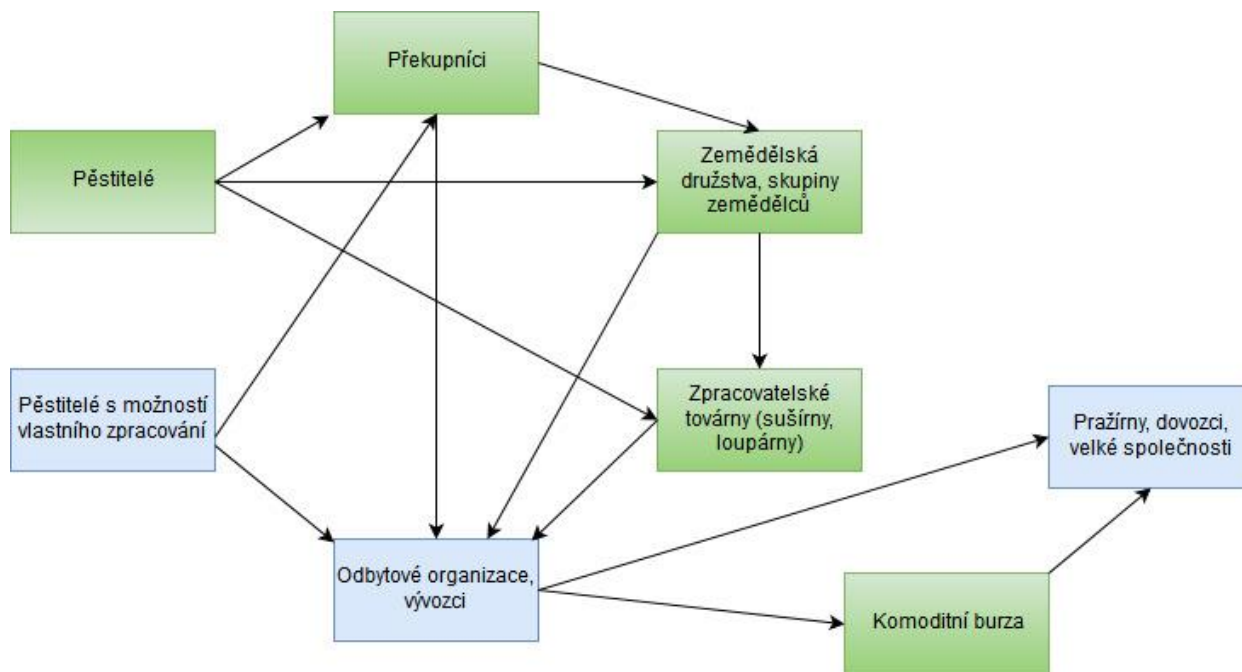 Překupníci
Pěstitelé
Zemědělská
družstva, skupiny
zemědělců
Pěstitelé s možností
vlastního zpracování
Zpracovatelské
továrny (sušírny,
loupárny)
Pražírny, dovozci,
velké společnosti
Odbytové organizace,
vývozci
Komoditní burza